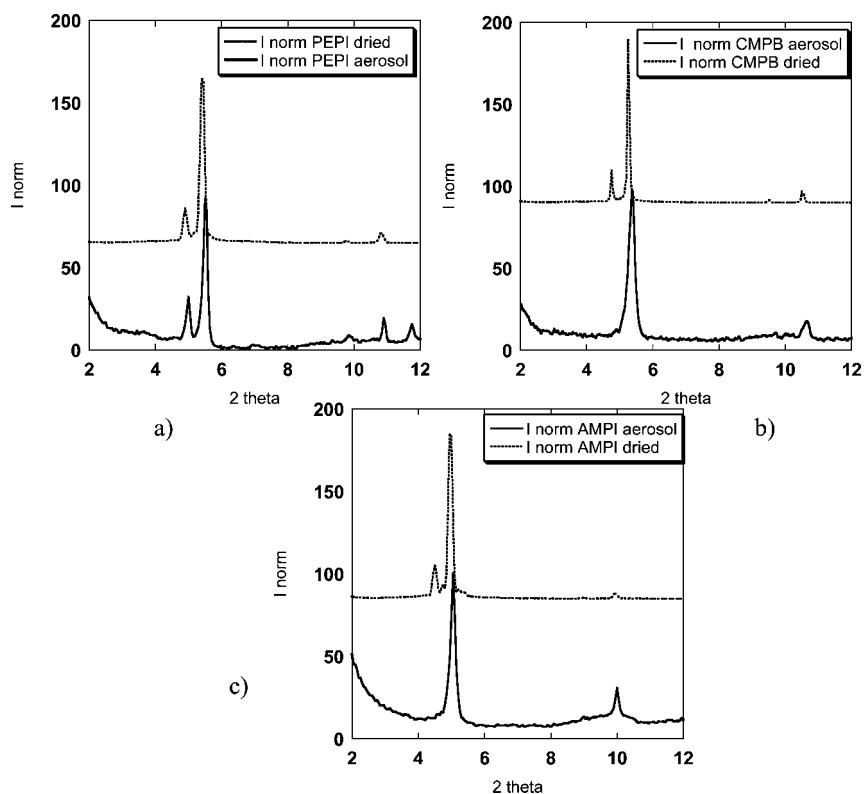 200
150
100
50
0
I norm
I norm PEPI dried
I norm PEPI aerosol
2 4 6 8 10 12
2 theta
a)
200
150
100
50
0
I norm
I norm CMPB aerosol
I norm CMPB dried
2 4 6 8 10 12
2 theta
b)
200
150
100
50
0
I norm
I norm AMPI aerosol
I norm AMPI dried
2 4 6 8 10 12
2 theta
c)